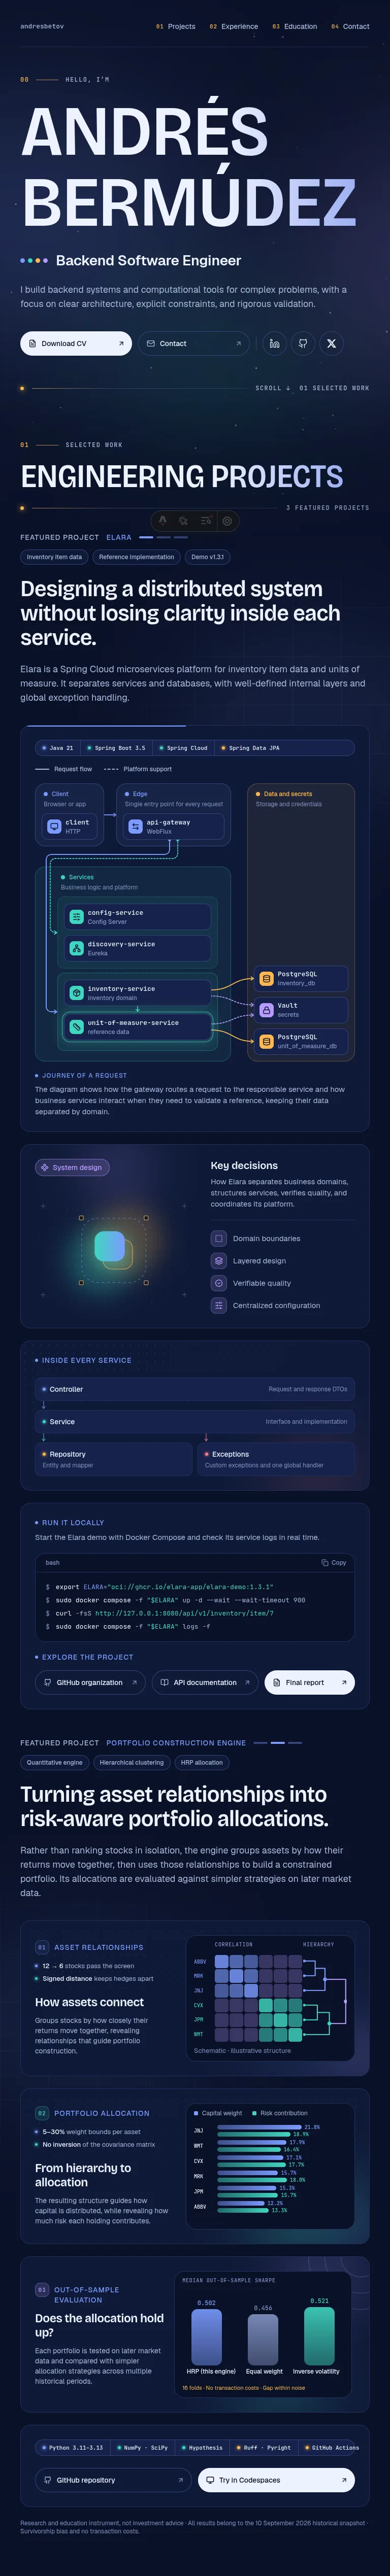 andresbetov
01 Projects 02 Experience 03 Education 04 Contact
00 HELLO, I'M
ANDRÉS
BERMÚDEZ
Backend Software Engineer
I build backend systems and computational tools for complex problems, with a
focus on clear architecture, explicit constraints, and rigorous validation.
Download CV
Contact
SCROLL ↓ 01 SELECTED WORK
01 SELECTED WORK
ENGINEERING PROJECTS
3 FEATURED PROJECTS
FEATURED PROJECT ELARA
Inventory item data Reference implementation Demo v1.3.1
Designing a distributed system
without losing clarity inside each
service.
Elara is a Spring Cloud microservices platform for inventory item data and units of
measure. It separates services and databases, with well-defined internal layers and
global exception handling.
Java 21 Spring Boot 3.5 Spring Cloud Spring Data JPA
Request flow Platform support
Client
Browser or app
client
HTTP
Edge
Single entry point for every request
api-gateway
WebFlux
Data and secrets
Storage and credentials
Services
Business logic and platform
config-service
Config Server
discovery-service
Eureka
inventory-service
inventory domain
unit-of-measure-service
reference data
PostgreSQL
inventory_db
Vault
secrets
PostgreSQL
unit_of_measure_db
JOURNEY OF A REQUEST
The diagram shows how the gateway routes a request to the responsible service and how
business services interact when they need to validate a reference, keeping their data
separated by domain.
System design
Key decisions
How Elara separates business domains,
structures services, verifies quality, and
coordinates its platform.
Domain boundaries
Layered design
Verifiable quality
Centralized configuration
INSIDE EVERY SERVICE
Controller Request and response DTOs
Service Interface and implementation
Repository
Entity and mapper
Exceptions
Custom exceptions and one global handler
RUN IT LOCALLY
Start the Elara demo with Docker Compose and check its service logs in real time.
bash Copy
$ export ELARA="oci://ghcr.io/elara-app/elara-demo:1.3.1"
$ sudo docker compose -f "$ELARA" up -d --wait --wait-timeout 900
$ curl -fsS http://127.0.0.1:8080/api/v1/inventory/item/7
$ sudo docker compose -f "$ELARA" logs -f
EXPLORE THE PROJECT
GitHub organization
API documentation
Final report
FEATURED PROJECT PORTFOLIO CONSTRUCTION ENGINE
Quantitative engine Hierarchical clustering HRP allocation
Turning asset relationships into
risk-aware portfolio allocations.
Rather than ranking stocks in isolation, the engine groups assets by how their
returns move together, then uses those relationships to build a constrained
portfolio. Its allocations are evaluated against simpler strategies on later market
data.
01 ASSET RELATIONSHIPS
12 → 6 stocks pass the screen
Signed distance keeps hedges apart
How assets connect
Groups stocks by how closely their
returns move together, revealing
relationships that guide portfolio
construction.
CORRELATION HIERARCHY
ABBV
MRK
JNJ
CVX
JPM
WMT
Schematic · illustrative structure
02 PORTFOLIO ALLOCATION
5–30% weight bounds per asset
No inversion of the covariance matrix
From hierarchy to
allocation
The resulting structure guides how
capital is distributed, while revealing how
much risk each holding contributes.
Capital weight Risk contribution
JNJ 21.8%
18.9%
WMT 17.9%
16.4%
CVX 17.2%
17.7%
MRK 15.7%
18.0%
JPM 15.3%
15.7%
ABBV 12.2%
13.3%
03 OUT-OF-SAMPLE
EVALUATION
Does the allocation hold
up?
Each portfolio is tested on later market
data and compared with simpler
allocation strategies across multiple
historical periods.
MEDIAN OUT-OF-SAMPLE SHARPE
0.502 0.456 0.521
HRP (this engine) Equal weight Inverse volatility
16 folds · No transaction costs · Gap within noise
Python 3.11–3.13 NumPy · SciPy Hypothesis Ruff · Pyright GitHub Actions
GitHub repository
Try in Codespaces
Research and education instrument, not investment advice · All results belong to the 10 September 2026 historical snapshot ·
Survivorship bias and no transaction costs.